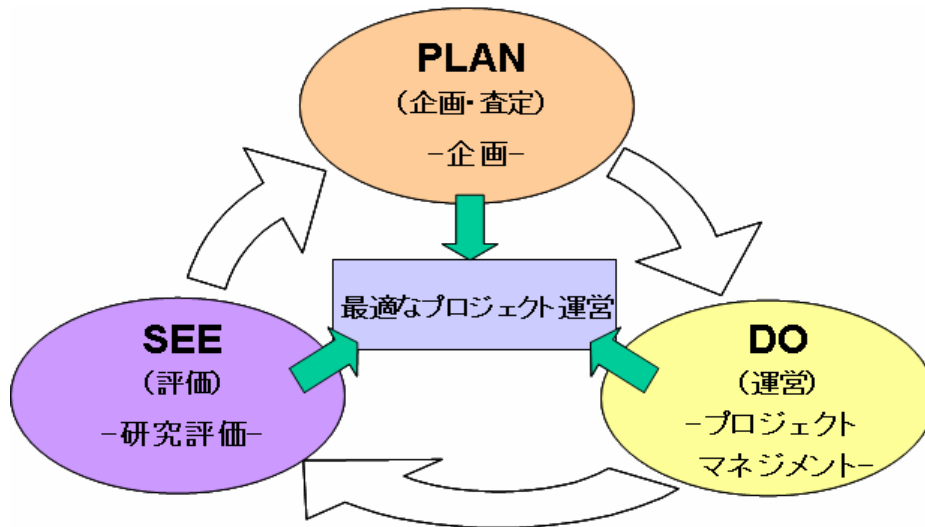 PLAN
(企画・査定)
-企画-
最適なプロジェクト運営
SEE
(評価)
-研究評価-
DO
(運営)
-プロジェクト
マネジメント-